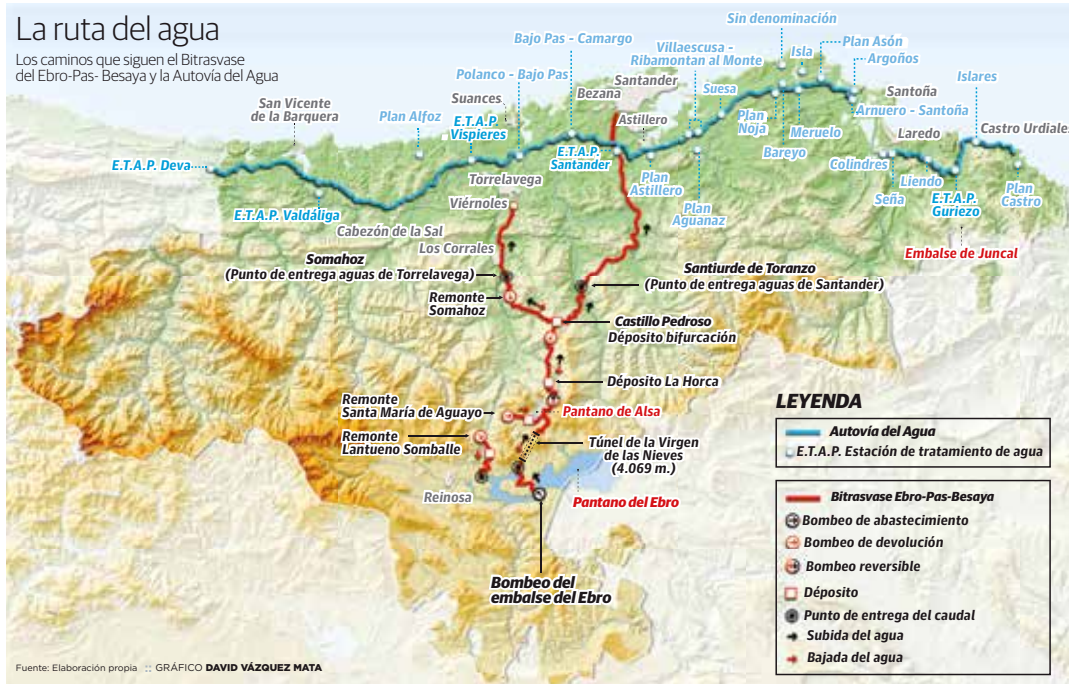 La ruta del agua
Los caminos que siguen el Bitrasvase
del Ebro-Pas- Besaya y la Autovía del Agua
Sin denominación
Bajo Pas - Camargo
Villaescusa -
Ribamontan al Monte
Isla
Plan Asón
Argoños
Polanco - Bajo Pas
Santander
Bezana
Suesa
Islares
San Vicente
de la Barquera
Plan Alfoz
Suances
E.T.A.P.
Vispieres
Astillero
Plan
Noja
Meruelo
Bareyo
Santoña
Arnuero - Santoña
Laredo
Castro Urdiales
E.T.A.P. Deva
E.T.A.P.
Santander
Colindres
Torrelavega
Plan
Astillero
Seña
Liendo
Plan
Castro
E.T.A.P. Valdáliga
Viérnoles
Plan
Aguanaz
E.T.A.P.
Guriezo
Cabezón de la Sal
Los Corrales
Embalse de Juncal
Somahoz
(Punto de entrega aguas de Torrelavega)
Santiurde de Toranzo
(Punto de entrega aguas de Santander)
Remonte
Somahoz
Castillo Pedroso
Déposito bifurcación
Déposito La Horca
Remonte
Santa María de Aguayo
Pantano de Alsa
Remonte
Lantueno Somballe
Túnel de la Virgen
de las Nieves
(4.069 m.)
Reinosa
Pantano del Ebro
Bombeo del
embalse del Ebro
LEYENDA
Autovía del Agua
E.T.A.P. Estación de tratamiento de agua
Bitrasvase Ebro-Pas-Besaya
Bombeo de abastecimiento
Bombeo de devolución
Bombeo reversible
Déposito
Punto de entrega del caudal
Subida del agua
Bajada del agua
Fuente: Elaboración propia :: GRÁFICO DAVID VÁZQUEZ MATA